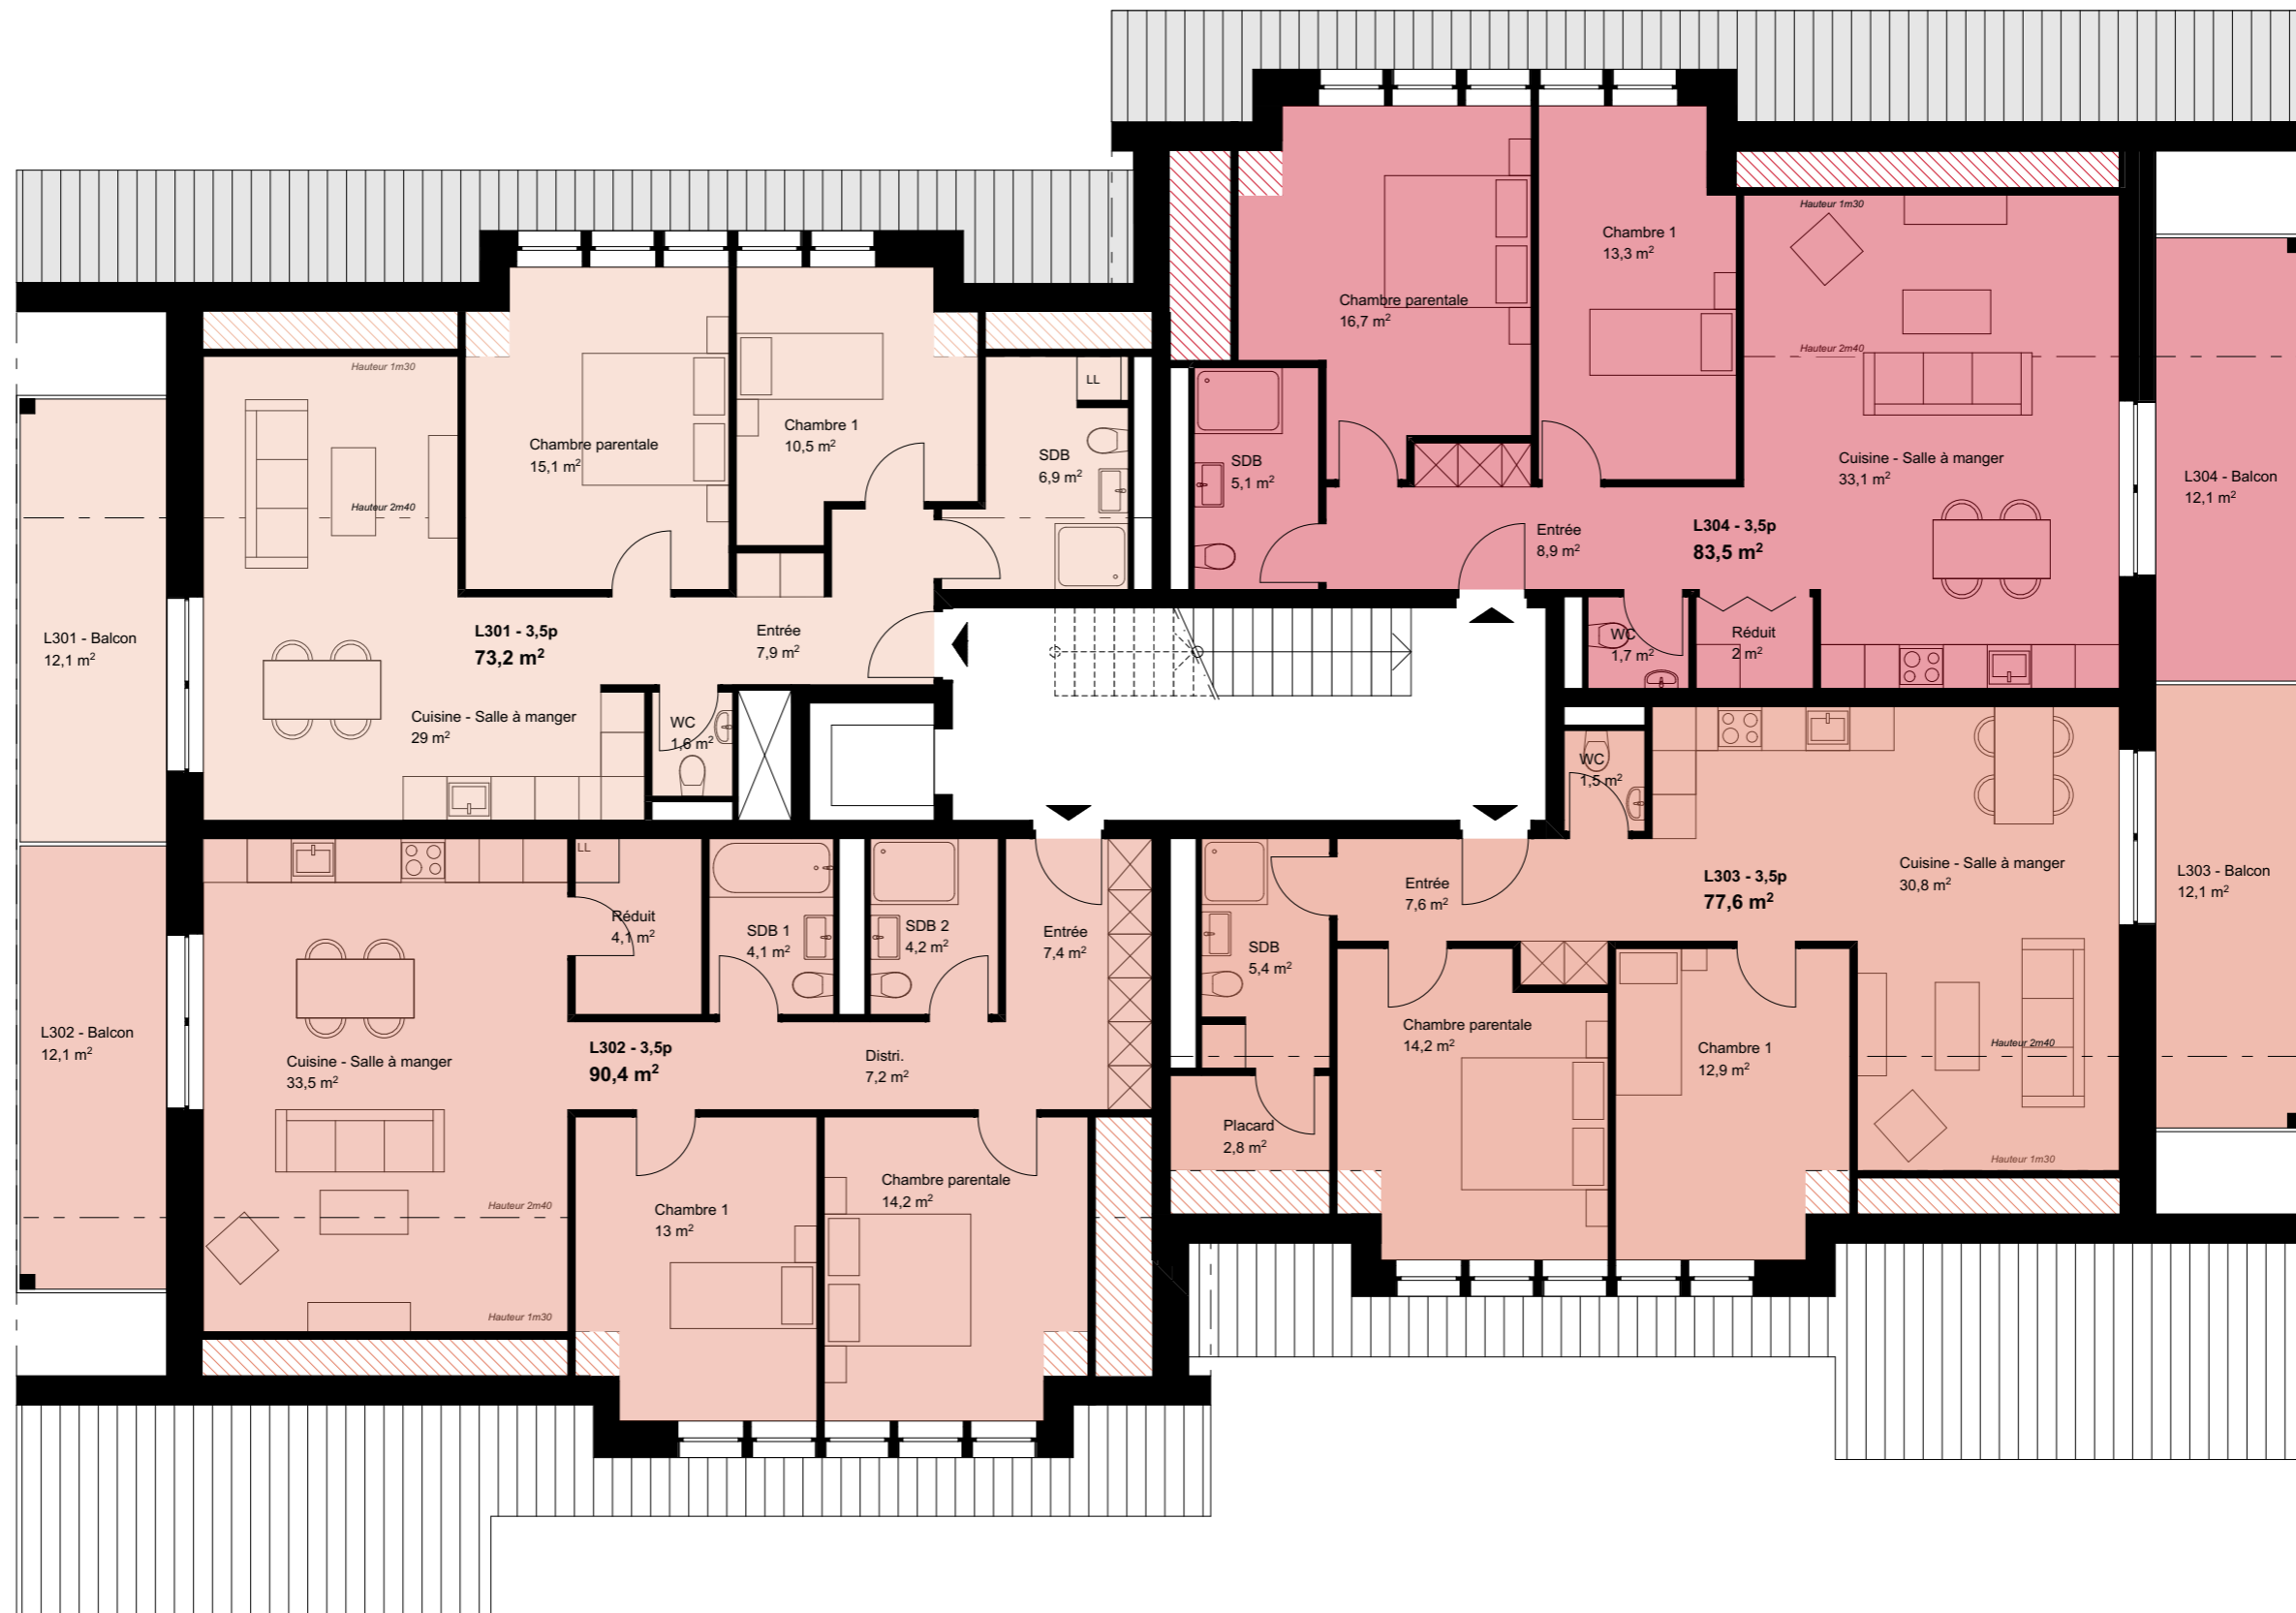 Hauteur 1m30
Chambre parentale
15,1 m²
Chambre 1
10,5 m²
LL
SDB
6,9 m²
Hauteur 2m40
L301 - Balcon
12,1 m²
L301 - 3,5p
73,2 m²
Entrée
7,9 m²
Cuisine - Salle à manger
29 m²
WC
1,6 m²
Chambre parentale
16,7 m²
Chambre 1
13,3 m²
Hauteur 1m30
Hauteur 2m40
SDB
5,1 m²
Cuisine - Salle à manger
33,1 m²
L304 - Balcon
12,1 m²
Entrée
8,9 m²
L304 - 3,5p
83,5 m²
WC
1,7 m²
Réduit
2 m²
LL
Réduit
4,1 m²
SDB 1
4,1 m²
SDB 2
4,2 m²
Entrée
7,4 m²
L302 - Balcon
12,1 m²
Cuisine - Salle à manger
33,5 m²
L302 - 3,5p
90,4 m²
Distri.
7,2 m²
Hauteur 2m40
Hauteur 1m30
Chambre 1
13 m²
Chambre parentale
14,2 m²
WC
1,5 m²
Entrée
7,6 m²
L303 - 3,5p
77,6 m²
Cuisine - Salle à manger
30,8 m²
L303 - Balcon
12,1 m²
SDB
5,4 m²
Chambre parentale
14,2 m²
Chambre 1
12,9 m²
Hauteur 2m40
Placard
2,8 m²
Hauteur 1m30